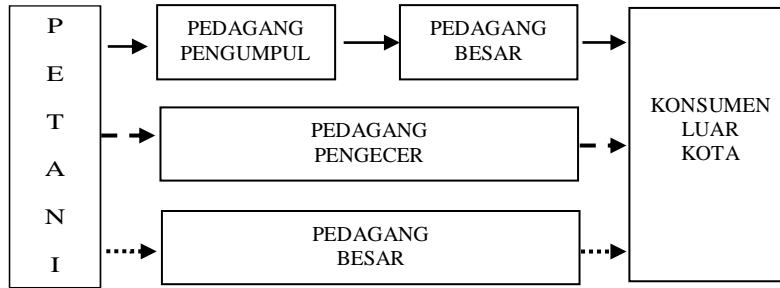 P
E
T
A
N
I
PEDAGANG
PENGUMPUL
PEDAGANG
BESAR
PEDAGANG
PENGECER
PEDAGANG
BESAR
KONSUMEN
LUAR
KOTA